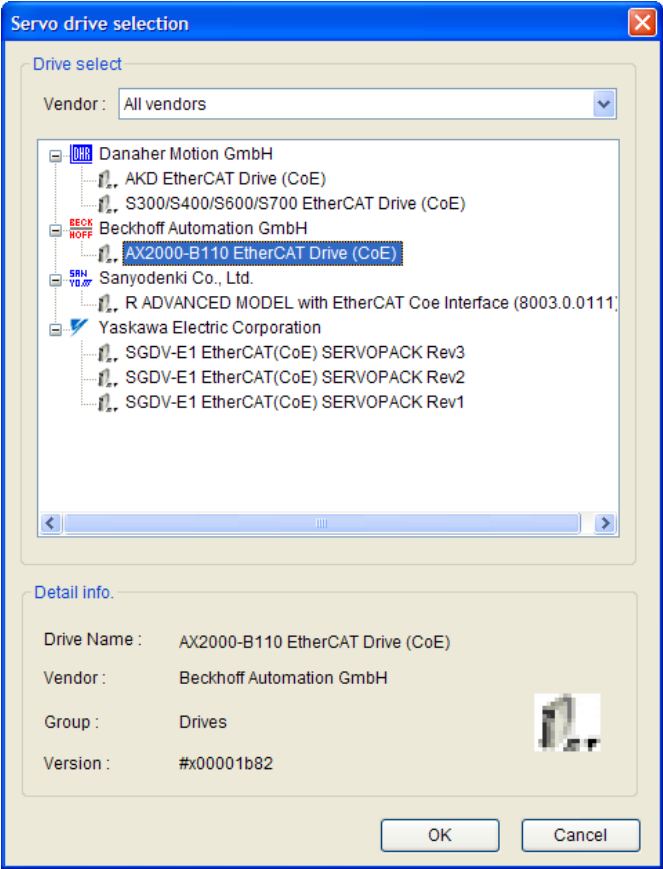 Servo drive selection
Drive select
Vendor : All vendors
DHR Danaher Motion GmbH
AKD EtherCAT Drive (CoE)
S300/S400/S600/S700 EtherCAT Drive (CoE)
BECK
HOFF
Beckhoff Automation GmbH
AX2000-B110 EtherCAT Drive (CoE)
SAN
YO.
Sanyodenki Co., Ltd.
R ADVANCED MODEL with EtherCAT Coe Interface (8003.0.0111)
Yaskawa Electric Corporation
SGDV-E1 EtherCAT(CoE) SERVOPACK Rev3
SGDV-E1 EtherCAT(CoE) SERVOPACK Rev2
SGDV-E1 EtherCAT(CoE) SERVOPACK Rev1
Detail info.
Drive Name : AX2000-B110 EtherCAT Drive (CoE)
Vendor : Beckhoff Automation GmbH
Group : Drives
Version : #x00001b82
OK Cancel